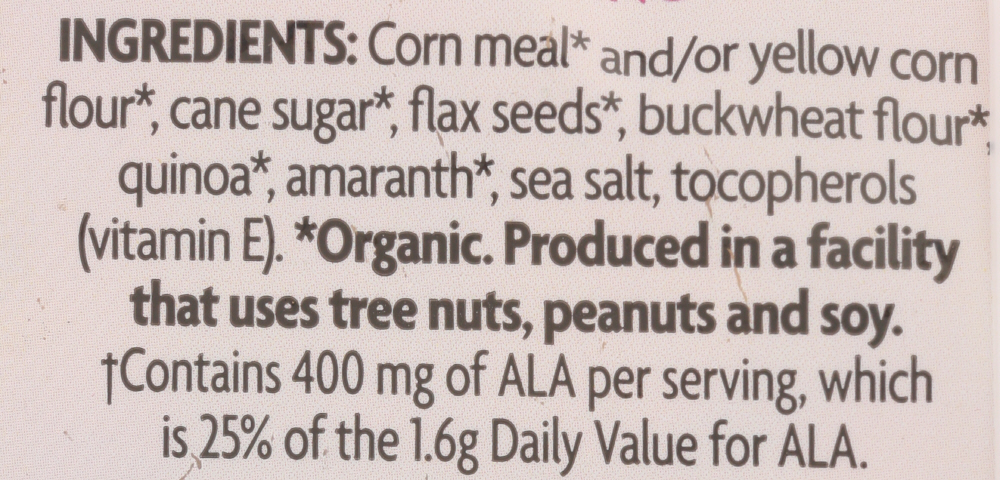 INGREDIENTS: Corn meal* and/or yellow corn
flour*, cane sugar*, flax seeds*, buckwheat flour*,
quinoa*, amaranth*, sea salt, tocopherols
(vitamin E). *Organic. Produced in a facility
that uses tree nuts, peanuts and soy.
†Contains 400 mg of ALA per serving, which
is 25% of the 1.6g Daily Value for ALA.